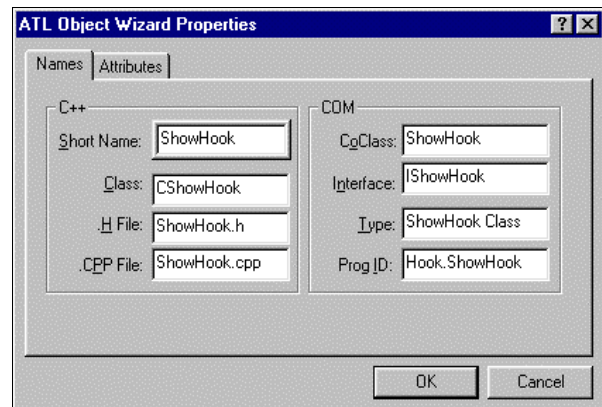 ATL Object Wizard Properties
Names Attributes
C++
Short Name: ShowHook
Class: CShowHook
.H File: ShowHook.h
.CPP File: ShowHook.cpp
COM
CoClass: ShowHook
Interface: IShowHook
Type: ShowHook Class
Prog ID: Hook.ShowHook
OK Cancel